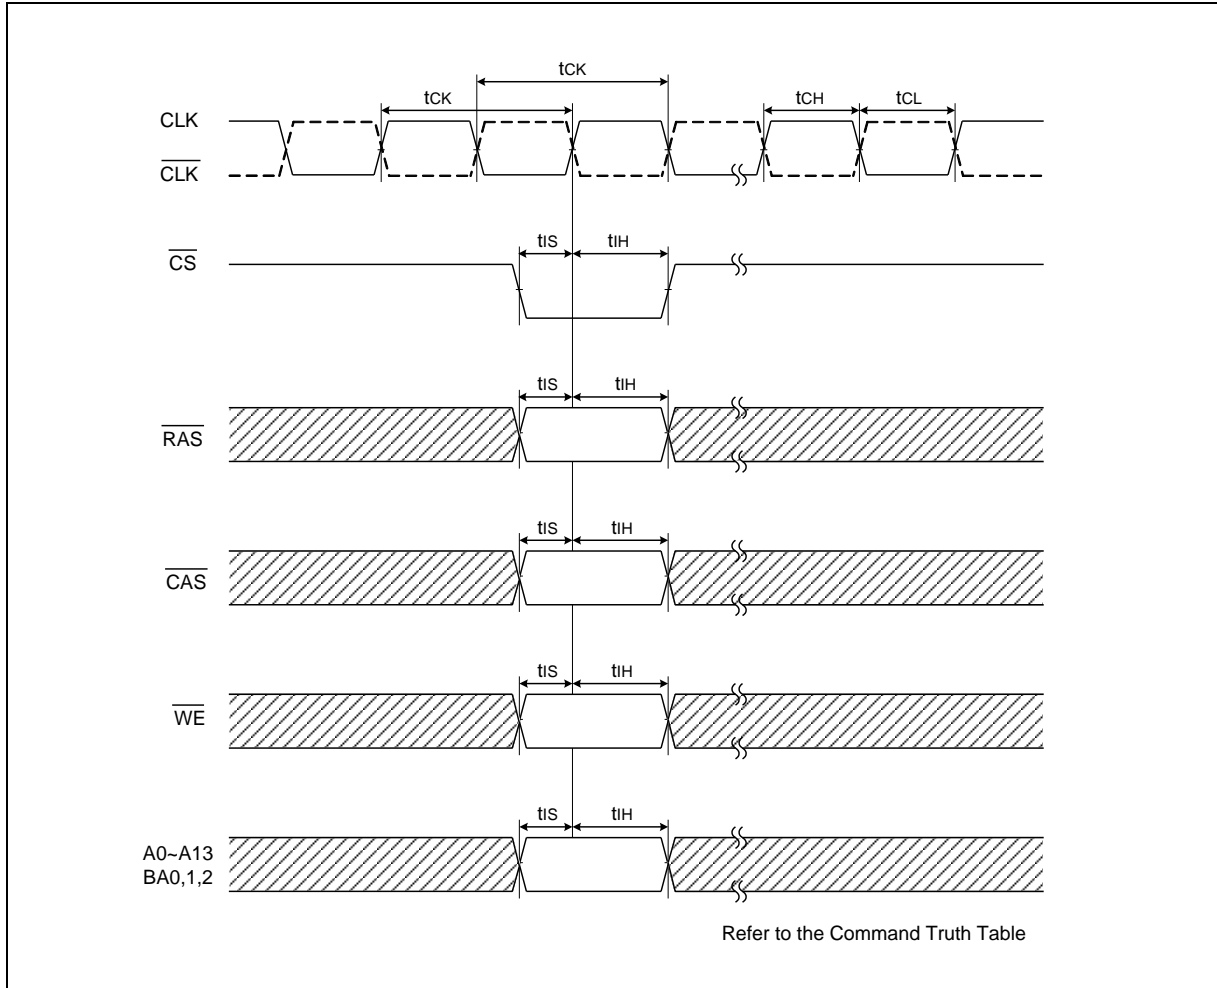 tCK
tCK
tCH
tCL
CLK
CLK
tIS
tIH
CS
tIS
tIH
RAS
tIS
tIH
CAS
tIS
tIH
WE
tIS
tIH
A0~A13
BA0,1,2
Refer to the Command Truth Table